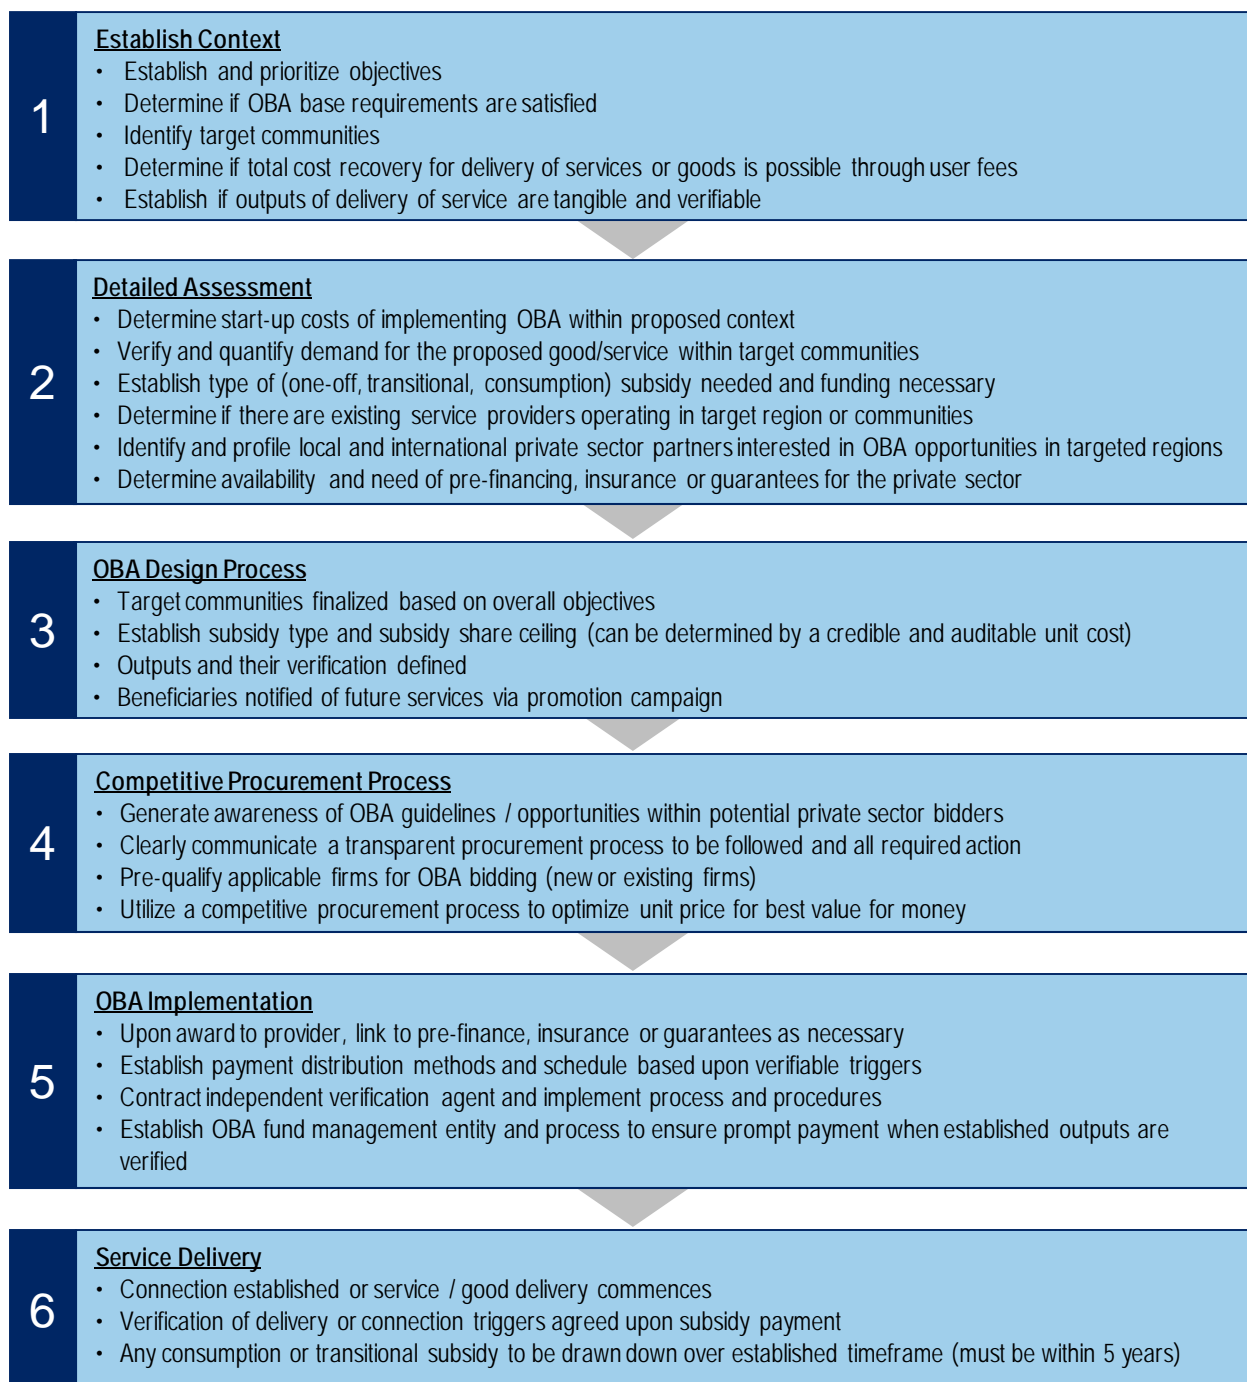 1
Establish Context
• Establish and prioritize objectives
• Determine if OBA base requirements are satisfied
• Identify target communities
• Determine if total cost recovery for delivery of services or goods is possible through user fees
• Establish if outputs of delivery of service are tangible and verifiable
2
Detailed Assessment
• Determine start-up costs of implementing OBA within proposed context
• Verify and quantify demand for the proposed good/service within target communities
• Establish type of (one-off, transitional, consumption) subsidy needed and funding necessary
• Determine if there are existing service providers operating in target region or communities
• Identify and profile local and international private sector partners interested in OBA opportunities in targeted regions
• Determine availability and need of pre-financing, insurance or guarantees for the private sector
3
OBA Design Process
• Target communities finalized based on overall objectives
• Establish subsidy type and subsidy share ceiling (can be determined by a credible and auditable unit cost)
• Outputs and their verification defined
• Beneficiaries notified of future services via promotion campaign
4
Competitive Procurement Process
• Generate awareness of OBA guidelines / opportunities within potential private sector bidders
• Clearly communicate a transparent procurement process to be followed and all required action
• Pre-qualify applicable firms for OBA bidding (new or existing firms)
• Utilize a competitive procurement process to optimize unit price for best value for money
5
OBA Implementation
• Upon award to provider, link to pre-finance, insurance or guarantees as necessary
• Establish payment distribution methods and schedule based upon verifiable triggers
• Contract independent verification agent and implement process and procedures
• Establish OBA fund management entity and process to ensure prompt payment when established outputs are
verified
6
Service Delivery
• Connection established or service / good delivery commences
• Verification of delivery or connection triggers agreed upon subsidy payment
• Any consumption or transitional subsidy to be drawn down over established timeframe (must be within 5 years)